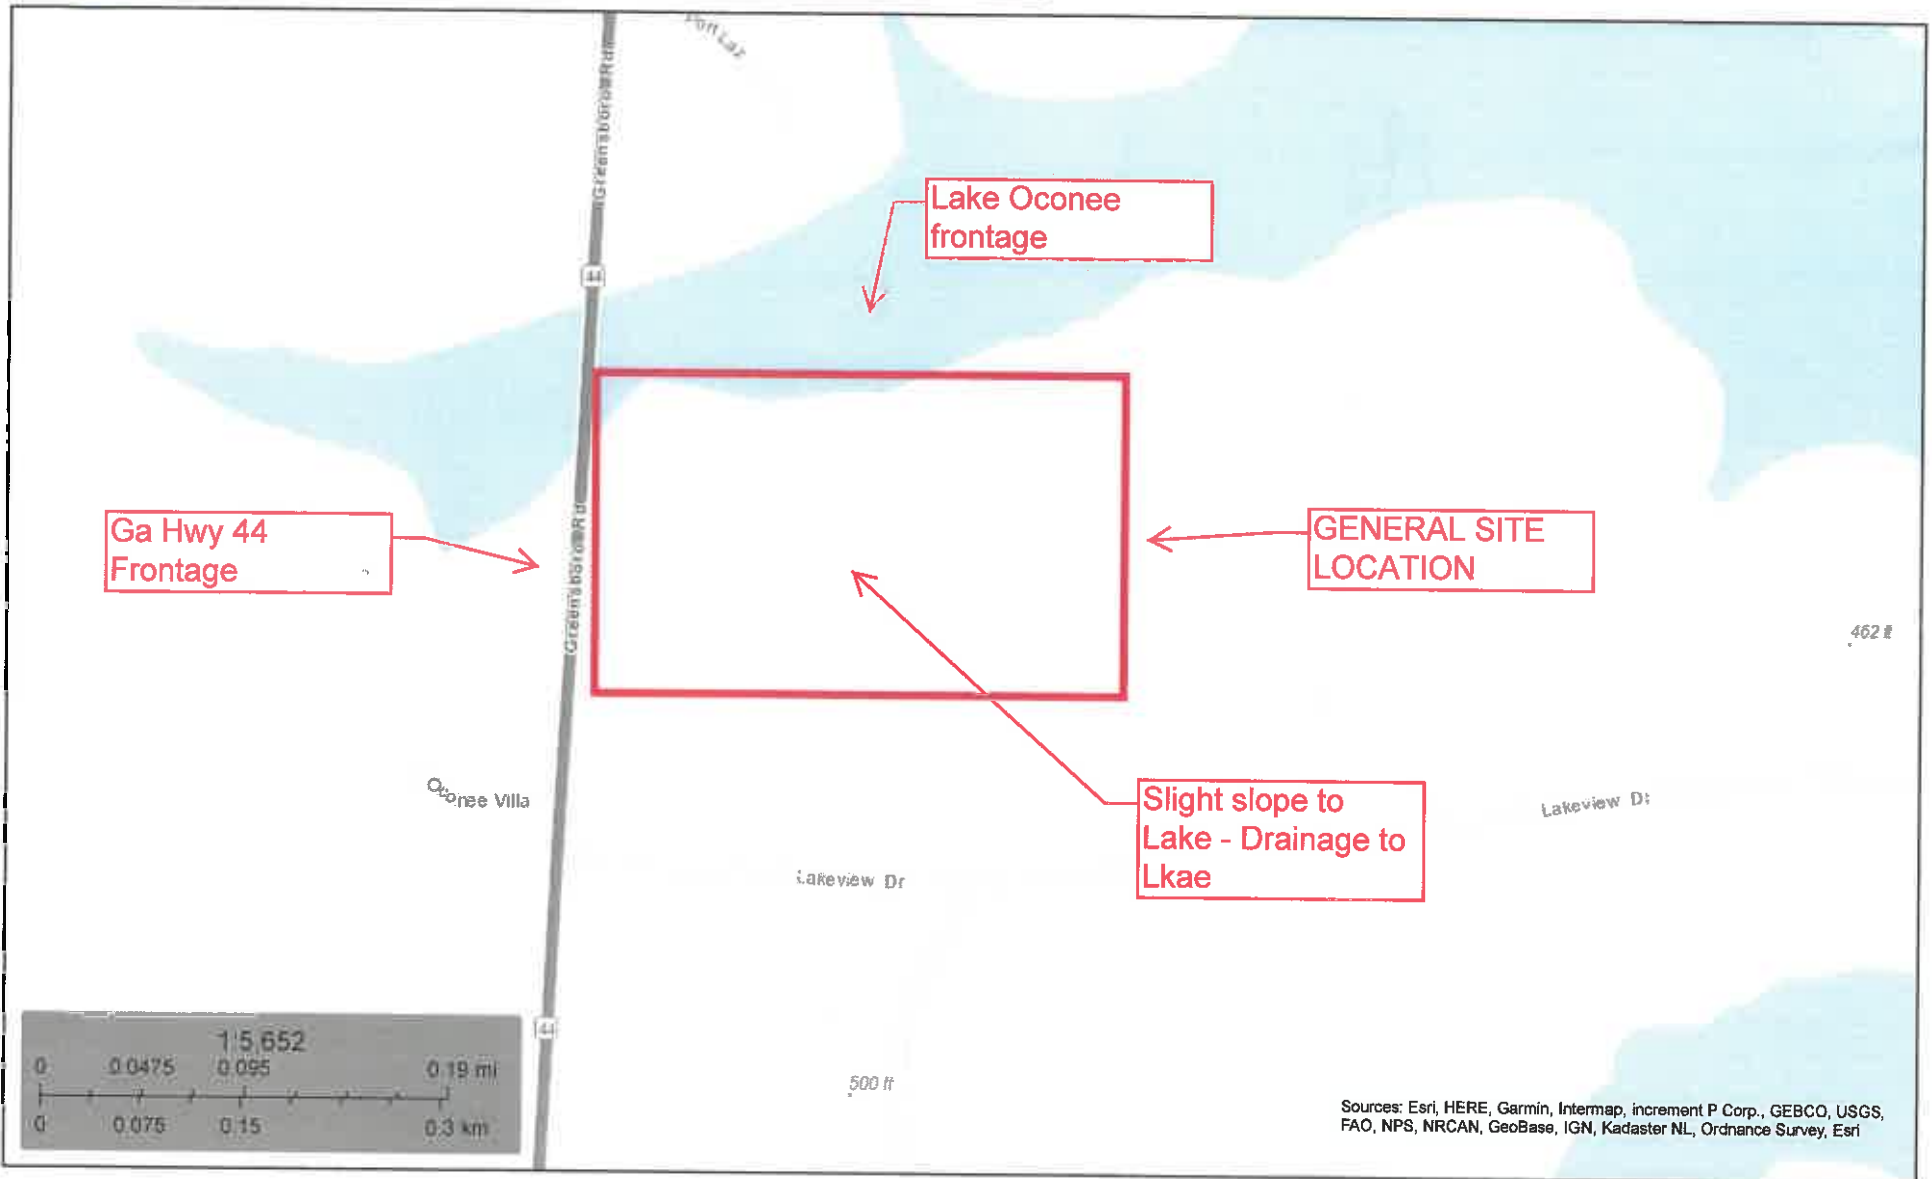 Port Laz
Greensboro Rd
44
Lake Oconee
frontage
Ga Hwy 44
Frontage
Greensboro Rd
GENERAL SITE
LOCATION
462 ft
Oconee Villa
Slight slope to
Lake - Drainage to
Lkae
Lakeview Dr
Lakeview Dr
44
1:5,652
0 0.0475 0.095 0.19 mi
0 0.075 0.15 0.3 km
500 ft
Sources: Esri, HERE, Garmin, Intermap, increment P Corp., GEBCO, USGS,
FAO, NPS, NRCAN, GeoBase, IGN, Kadaster NL, Ordnance Survey, Esri